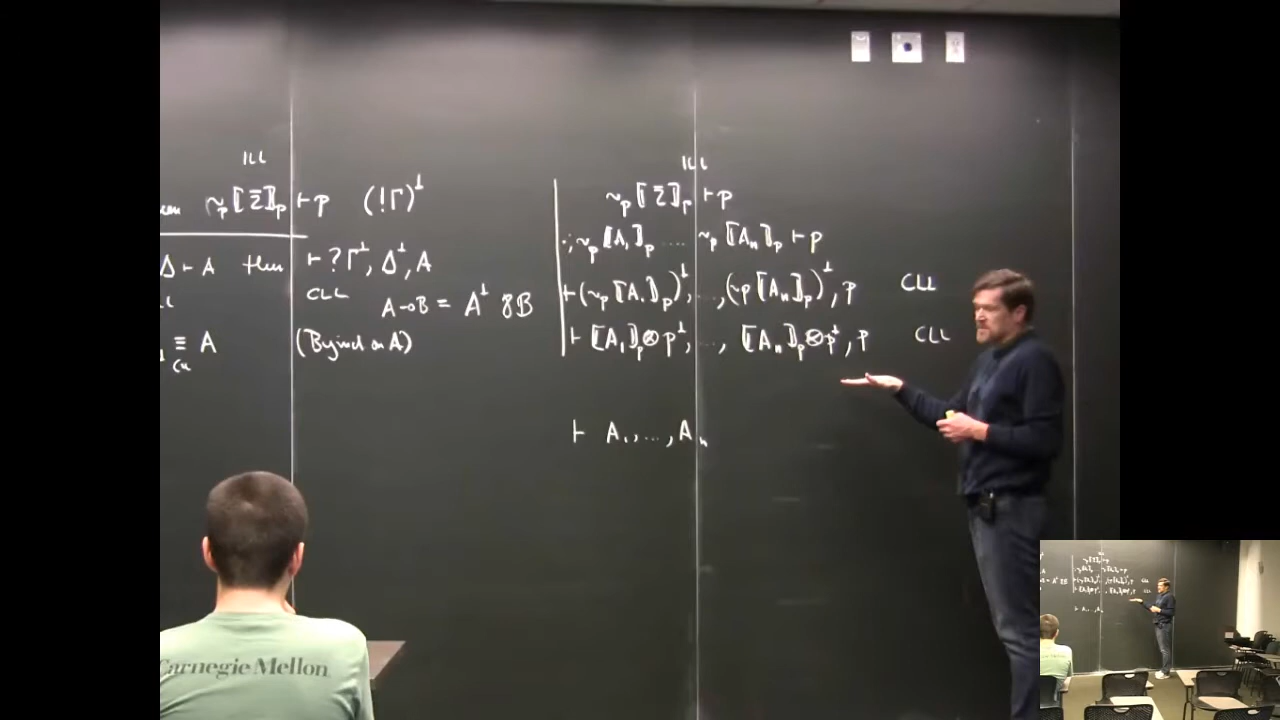 ILL
~p⟦Ξ⟧p ⊢ p (!Γ)^⊥
Δ ⊢ A then ⊢ ?Γ^⊥, Δ^⊥, A
CLL
A ⊸ B = A^⊥ ⅋ B
≡ A (By ind on A)
CLL
ILL
~p⟦Σ⟧p ⊢ p
·; ~p⟦A₁⟧p .... ~p⟦Aₙ⟧p ⊢ p
⊢ (~p⟦A₁⟧p)^⊥, ..., (~p⟦Aₙ⟧p)^⊥, p CLL
⊢ ⟦A₁⟧p ⊗ p^⊥, ..., ⟦Aₙ⟧p ⊗ p^⊥, p CLL
⊢ A₁, ..., Aₙ
Carnegie Mellon